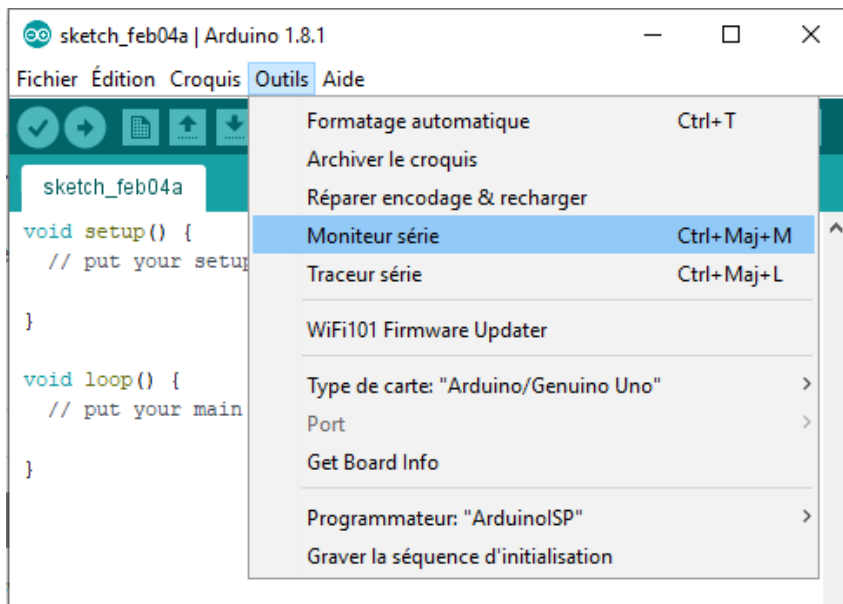 sketch_feb04a | Arduino 1.8.1
Fichier Édition Croquis Outils Aide
Formatage automatique Ctrl+T
Archiver le croquis
Réparer encodage & recharger
Moniteur série Ctrl+Maj+M
Traceur série Ctrl+Maj+L
WiFi101 Firmware Updater
Type de carte: "Arduino/Genuino Uno"
Port
Get Board Info
Programmateur: "ArduinoISP"
Graver la séquence d'initialisation
sketch_feb04a
void setup() {
// put your setup
}
void loop() {
// put your main
}